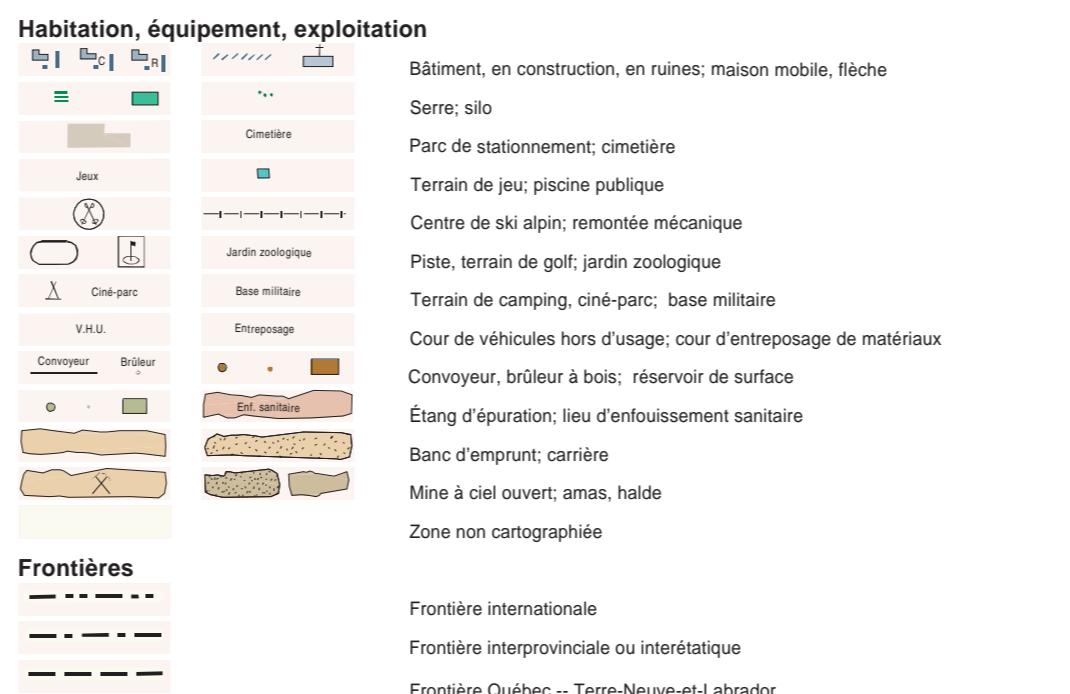 Habitation, équipement, exploitation
C R Bâtiment, en construction, en ruines; maison mobile, flèche
Serre; silo
Cimetière Parc de stationnement; cimetière
Jeux Terrain de jeu; piscine publique
Centre de ski alpin; remontée mécanique
Jardin zoologique Piste, terrain de golf; jardin zoologique
Ciné-parc Base militaire Terrain de camping, ciné-parc; base militaire
V.H.U. Entreposage Cour de véhicules hors d'usage; cour d'entreposage de matériaux
Convoyeur Brûleur Convoyeur, brûleur à bois; réservoir de surface
Enf. sanitaire Étang d'épuration; lieu d'enfouissement sanitaire
Banc d'emprunt; carrière
Mine à ciel ouvert; amas, halde
Zone non cartographiée
Frontières
Frontière internationale
Frontière interprovinciale ou interétatique
Frontière Québec -- Terre-Neuve-et-Labrador